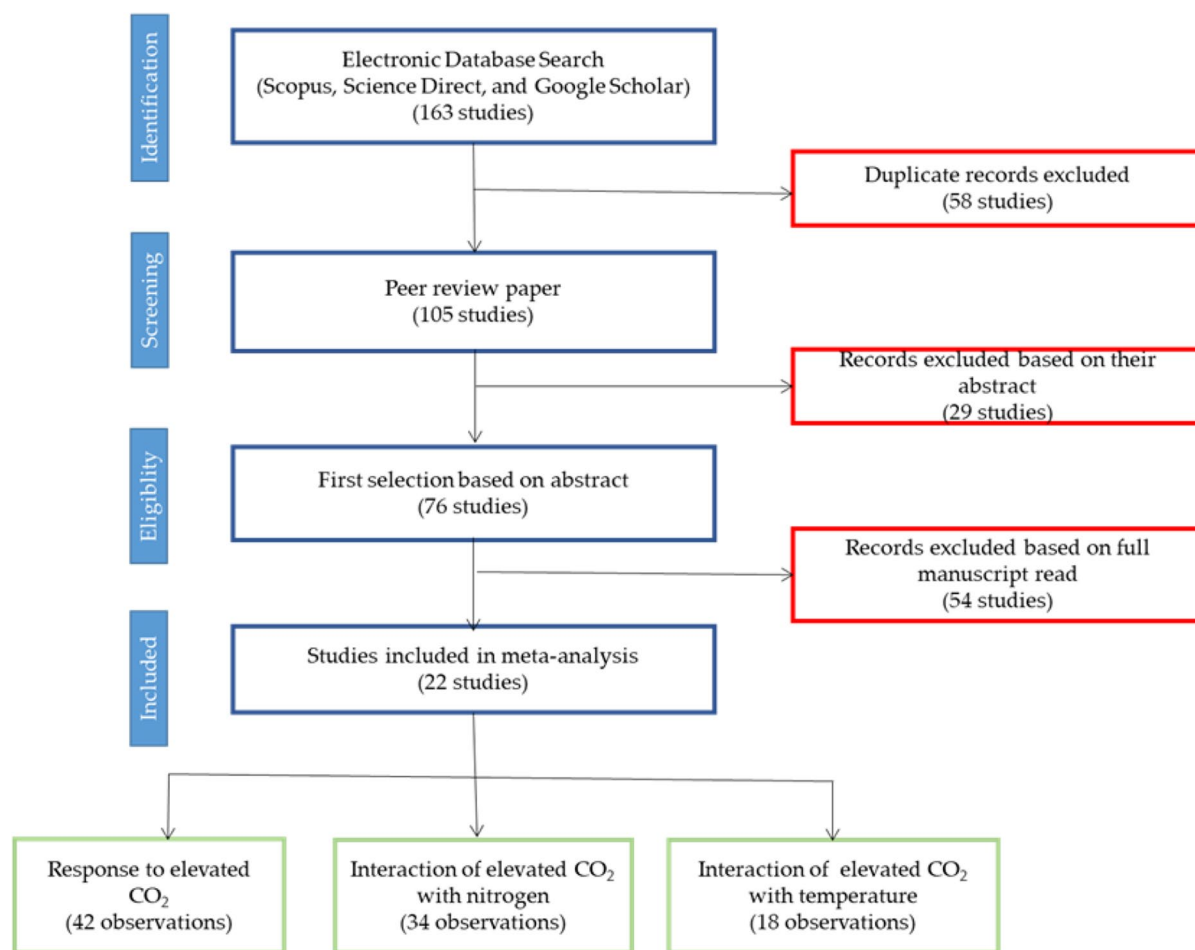 Identification
Electronic Database Search
(Scopus, Science Direct, and Google Scholar)
(163 studies)
Duplicate records excluded
(58 studies)
Screening
Peer review paper
(105 studies)
Records excluded based on their
abstract
(29 studies)
Eligiblity
First selection based on abstract
(76 studies)
Records excluded based on full
manuscript read
(54 studies)
Included
Studies included in meta-analysis
(22 studies)
Response to elevated
CO₂
(42 observations)
Interaction of elevated CO₂
with nitrogen
(34 observations)
Interaction of elevated CO₂
with temperature
(18 observations)